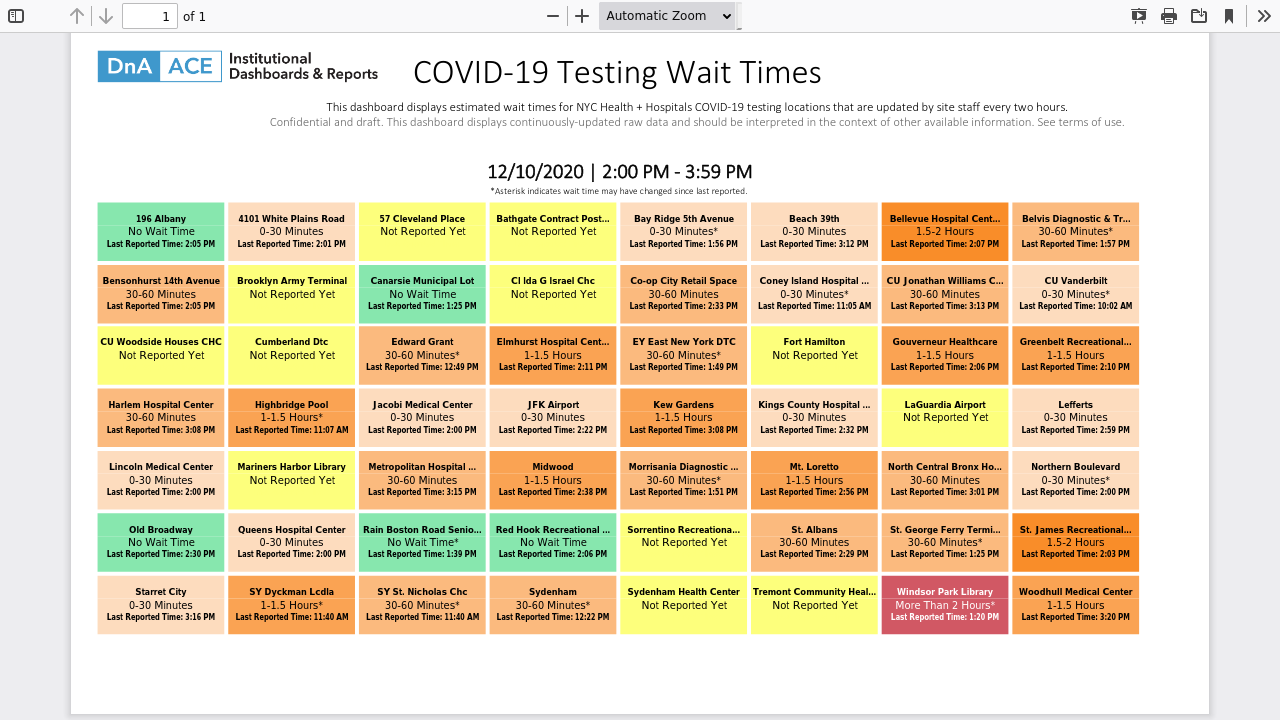 1 of 1 Automatic Zoom
DnA ACE Institutional Dashboards & Reports
COVID-19 Testing Wait Times
This dashboard displays estimated wait times for NYC Health + Hospitals COVID-19 testing locations that are updated by site staff every two hours.
Confidential and draft. This dashboard displays continuously-updated raw data and should be interpreted in the context of other available information. See terms of use.
12/10/2020 | 2:00 PM - 3:59 PM
*Asterisk indicates wait time may have changed since last reported.
196 Albany
No Wait Time
Last Reported Time: 2:05 PM
4101 White Plains Road
0-30 Minutes
Last Reported Time: 2:01 PM
57 Cleveland Place
Not Reported Yet
Bathgate Contract Post...
Not Reported Yet
Bay Ridge 5th Avenue
0-30 Minutes*
Last Reported Time: 1:56 PM
Beach 39th
0-30 Minutes
Last Reported Time: 3:12 PM
Bellevue Hospital Cent...
1.5-2 Hours
Last Reported Time: 2:07 PM
Belvis Diagnostic & Tr...
30-60 Minutes*
Last Reported Time: 1:57 PM
Bensonhurst 14th Avenue
30-60 Minutes
Last Reported Time: 2:05 PM
Brooklyn Army Terminal
Not Reported Yet
Canarsie Municipal Lot
No Wait Time
Last Reported Time: 1:25 PM
Cl Ida G Israel Chc
Not Reported Yet
Co-op City Retail Space
30-60 Minutes
Last Reported Time: 2:33 PM
Coney Island Hospital ...
0-30 Minutes*
Last Reported Time: 11:05 AM
CU Jonathan Williams C...
30-60 Minutes
Last Reported Time: 3:13 PM
CU Vanderbilt
0-30 Minutes*
Last Reported Time: 10:02 AM
CU Woodside Houses CHC
Not Reported Yet
Cumberland Dtc
Not Reported Yet
Edward Grant
30-60 Minutes*
Last Reported Time: 12:49 PM
Elmhurst Hospital Cent...
1-1.5 Hours
Last Reported Time: 2:11 PM
EY East New York DTC
30-60 Minutes*
Last Reported Time: 1:49 PM
Fort Hamilton
Not Reported Yet
Gouverneur Healthcare
1-1.5 Hours
Last Reported Time: 2:06 PM
Greenbelt Recreational...
1-1.5 Hours
Last Reported Time: 2:10 PM
Harlem Hospital Center
30-60 Minutes
Last Reported Time: 3:08 PM
Highbridge Pool
1-1.5 Hours*
Last Reported Time: 11:07 AM
Jacobi Medical Center
0-30 Minutes
Last Reported Time: 2:00 PM
JFK Airport
0-30 Minutes
Last Reported Time: 2:22 PM
Kew Gardens
1-1.5 Hours
Last Reported Time: 3:08 PM
Kings County Hospital ...
0-30 Minutes
Last Reported Time: 2:32 PM
LaGuardia Airport
Not Reported Yet
Lefferts
0-30 Minutes
Last Reported Time: 2:59 PM
Lincoln Medical Center
0-30 Minutes
Last Reported Time: 2:00 PM
Mariners Harbor Library
Not Reported Yet
Metropolitan Hospital ...
30-60 Minutes
Last Reported Time: 3:15 PM
Midwood
1-1.5 Hours
Last Reported Time: 2:38 PM
Morrisania Diagnostic ...
30-60 Minutes*
Last Reported Time: 1:51 PM
Mt. Loretto
1-1.5 Hours
Last Reported Time: 2:56 PM
North Central Bronx Ho...
30-60 Minutes
Last Reported Time: 3:01 PM
Northern Boulevard
0-30 Minutes*
Last Reported Time: 2:00 PM
Old Broadway
No Wait Time
Last Reported Time: 2:30 PM
Queens Hospital Center
0-30 Minutes
Last Reported Time: 2:00 PM
Rain Boston Road Senio...
No Wait Time*
Last Reported Time: 1:39 PM
Red Hook Recreational ...
No Wait Time
Last Reported Time: 2:06 PM
Sorrentino Recreationa...
Not Reported Yet
St. Albans
30-60 Minutes
Last Reported Time: 2:29 PM
St. George Ferry Termi...
30-60 Minutes*
Last Reported Time: 1:25 PM
St. James Recreational...
1.5-2 Hours
Last Reported Time: 2:03 PM
Starret City
0-30 Minutes
Last Reported Time: 3:16 PM
SY Dyckman Lcdla
1-1.5 Hours*
Last Reported Time: 11:40 AM
SY St. Nicholas Chc
30-60 Minutes*
Last Reported Time: 11:40 AM
Sydenham
30-60 Minutes*
Last Reported Time: 12:22 PM
Sydenham Health Center
Not Reported Yet
Tremont Community Heal...
Not Reported Yet
Windsor Park Library
More Than 2 Hours*
Last Reported Time: 1:20 PM
Woodhull Medical Center
1-1.5 Hours
Last Reported Time: 3:20 PM